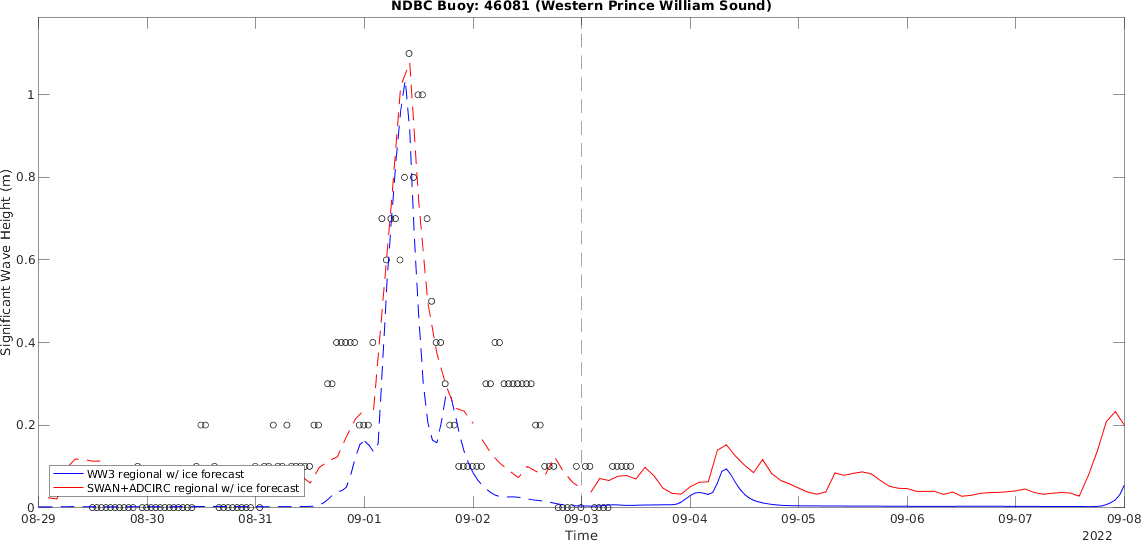 NDBC Buoy: 46081 (Western Prince William Sound)
Significant Wave Height (m)
1
0.8
0.6
0.4
0.2
0
WW3 regional w/ ice forecast
SWAN+ADCIRC regional w/ ice forecast
08-29 08-30 08-31 09-01 09-02 09-03 09-04 09-05 09-06 09-07 09-08
Time
2022